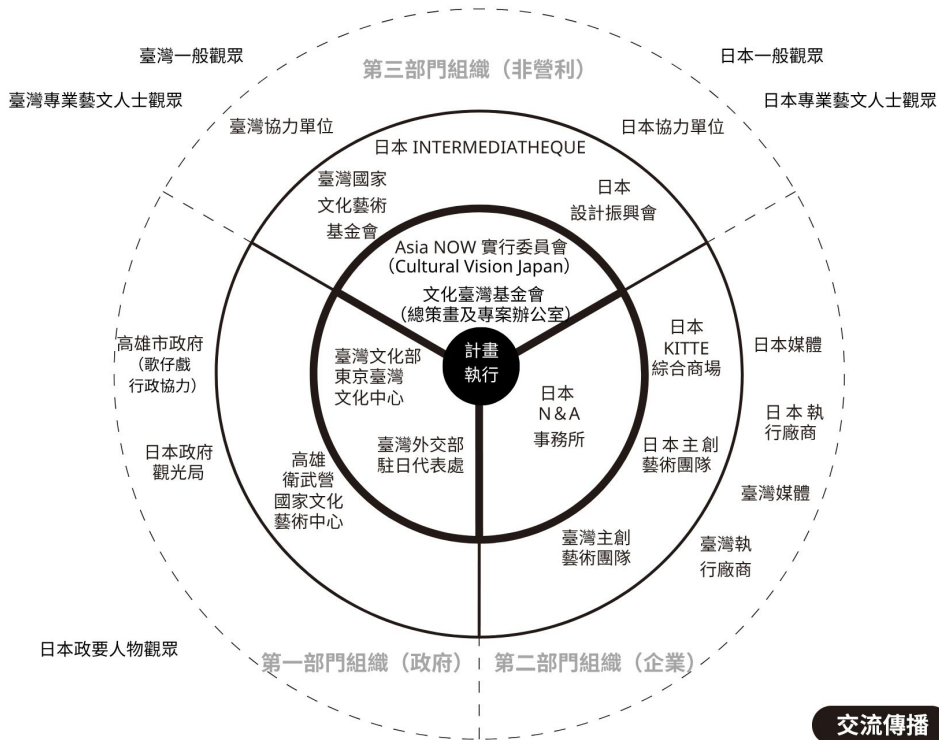 臺灣一般觀眾
日本一般觀眾
第三部門組織（非營利）
臺灣專業藝文人士觀眾
日本專業藝文人士觀眾
臺灣協力單位
日本協力單位
日本 INTERMEDIATHEQUE
臺灣國家
文化藝術
基金會
日本
設計振興會
Asia NOW 實行委員會
（Cultural Vision Japan）
文化臺灣基金會
（總策畫及專案辦公室）
計畫
執行
高雄市政府
（歌仔戲
行政協力）
日本政府
觀光局
臺灣文化部
東京臺灣
文化中心
臺灣外交部
駐日代表處
高雄
衛武營
國家文化
藝術中心
日本
N&A
事務所
日本
KITTE
綜合商場
日本主創
藝術團隊
臺灣主創
藝術團隊
日本媒體
日本執
行廠商
臺灣媒體
臺灣執
行廠商
日本政要人物觀眾
第一部門組織（政府）
第二部門組織（企業）
交流傳播